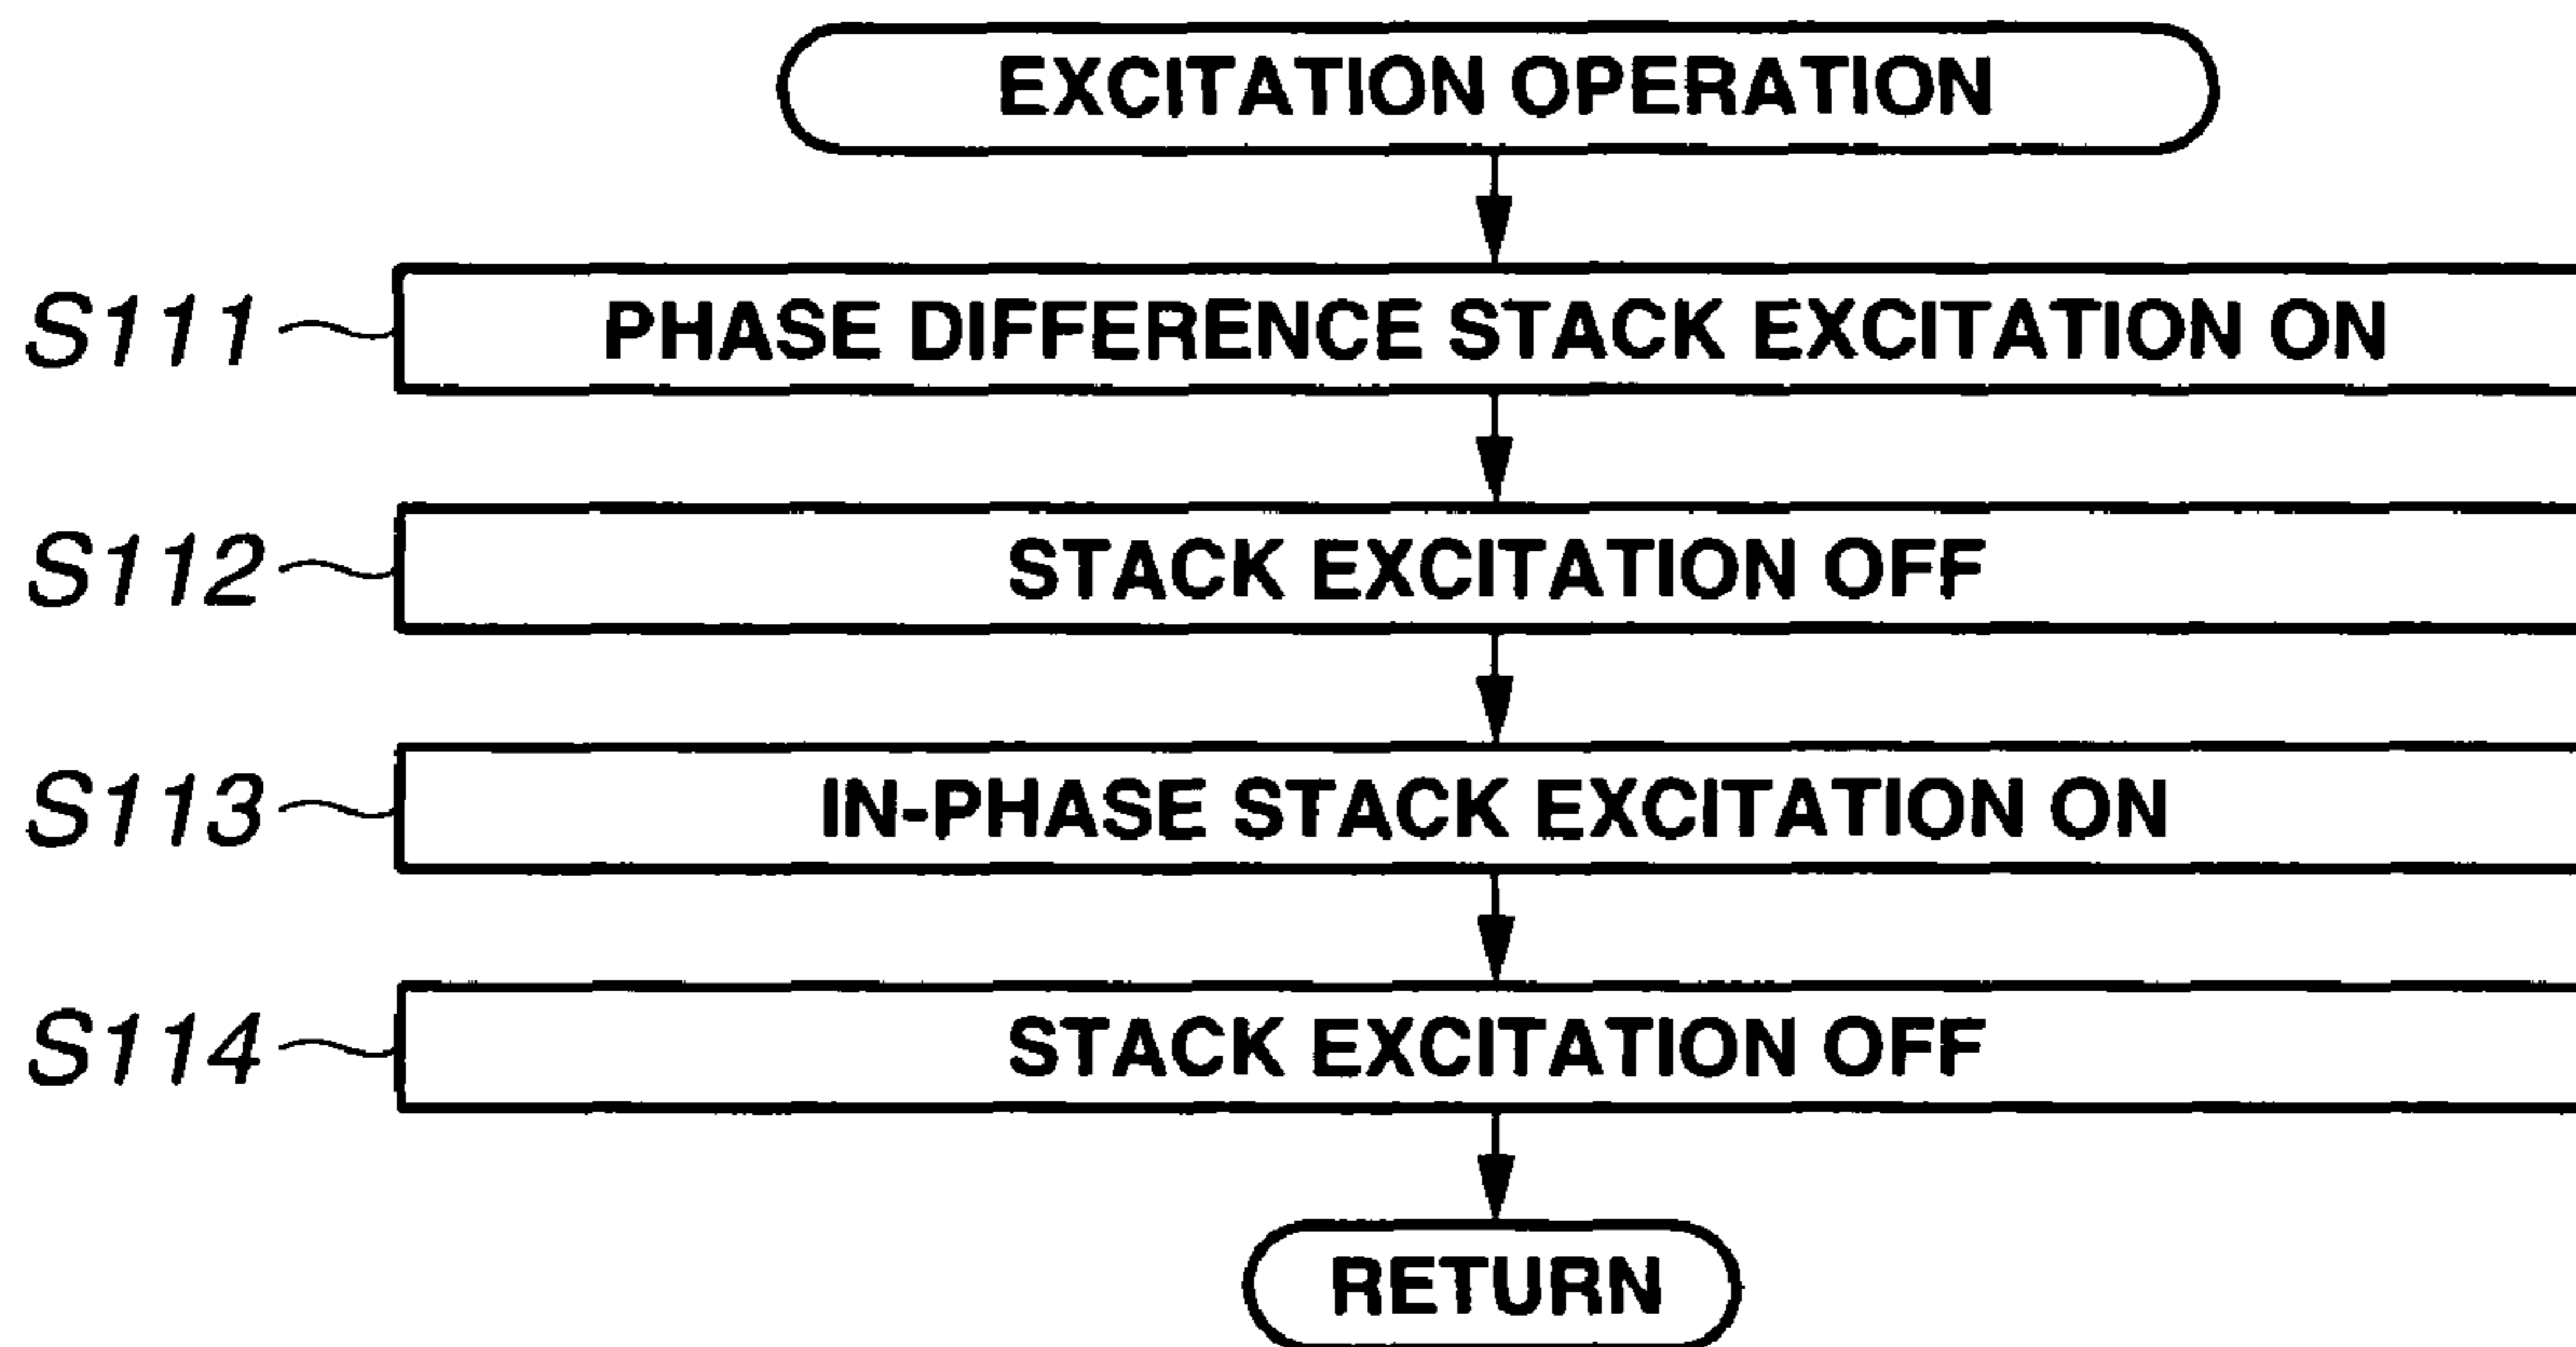 EXCITATION OPERATION
S111 PHASE DIFFERENCE STACK EXCITATION ON
S112 STACK EXCITATION OFF
S113 IN-PHASE STACK EXCITATION ON
S114 STACK EXCITATION OFF
RETURN